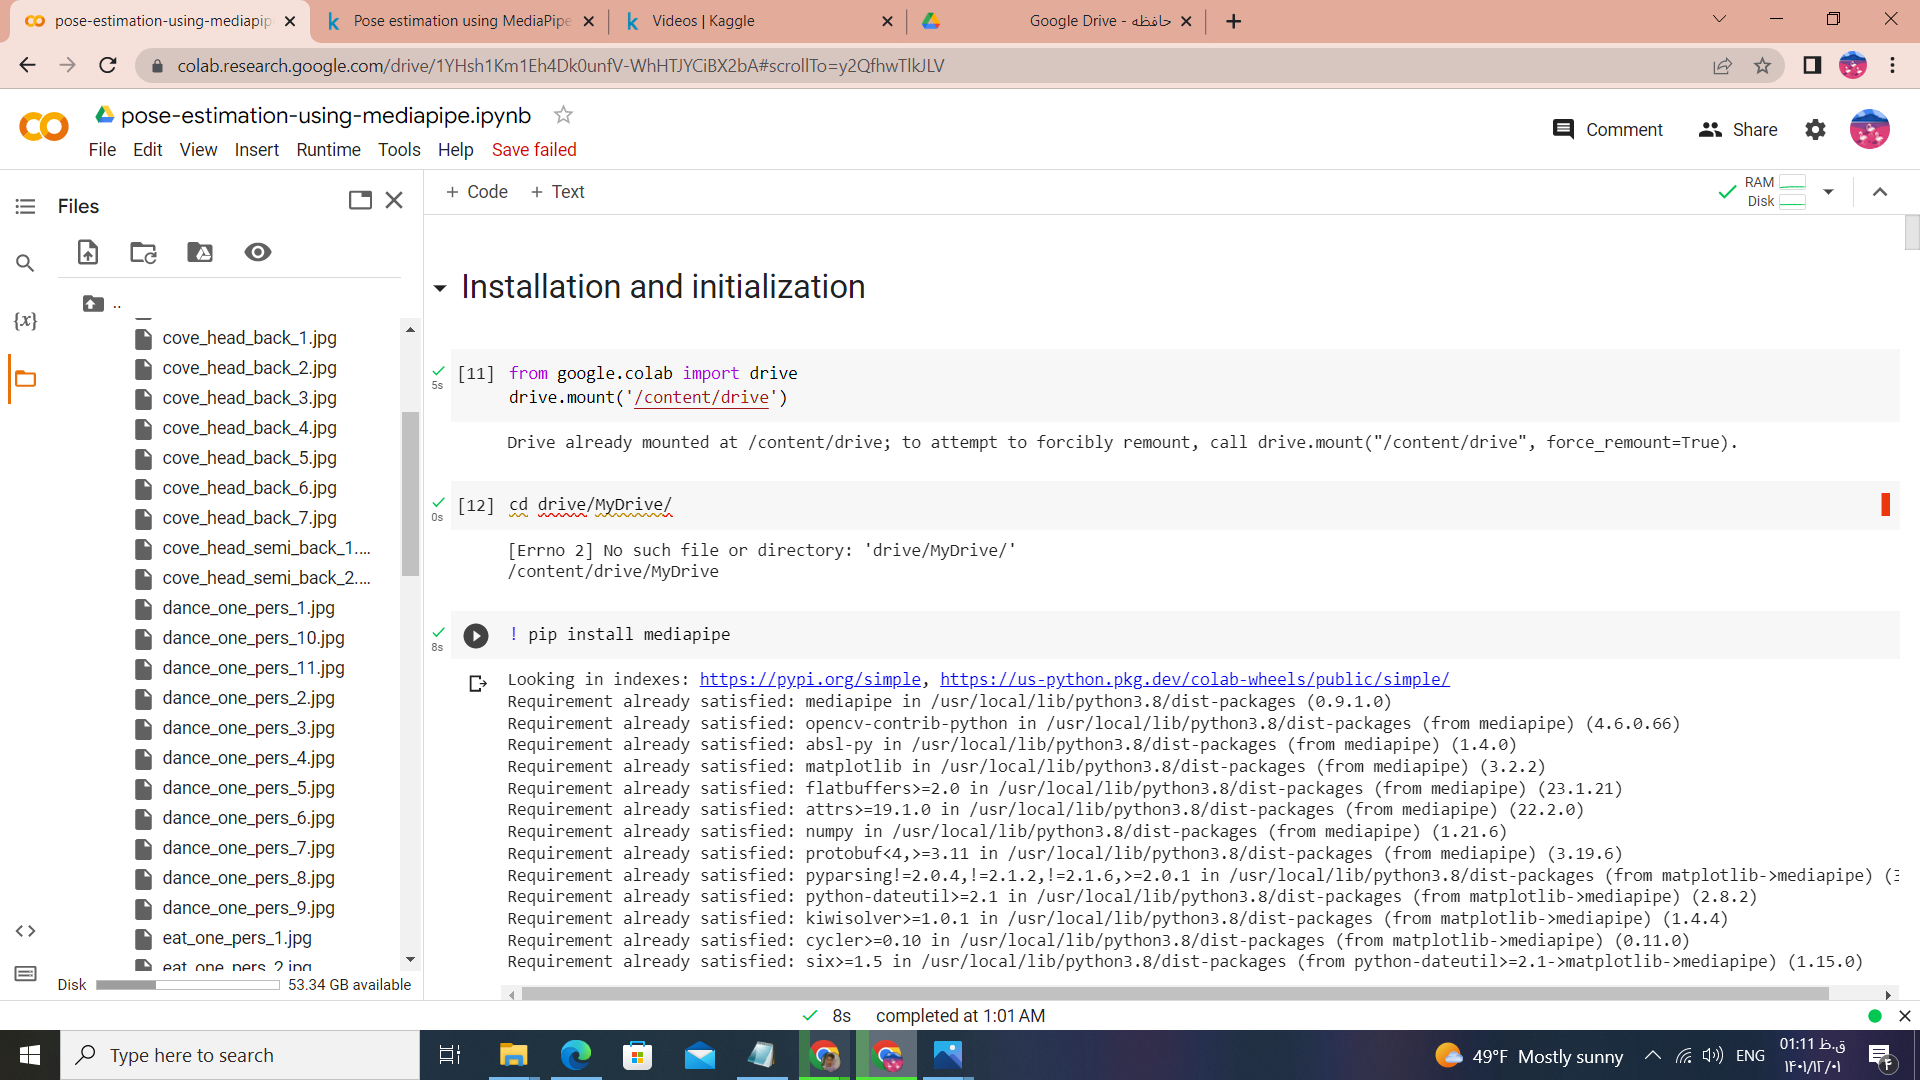 pose-estimation-using-mediapip
Pose estimation using MediaPipe
Videos | Kaggle
Google Drive - حافظه
colab.research.google.com/drive/1YHsh1Km1Eh4Dk0unfV-WhHTJYCiBX2bA#scrollTo=y2QfhwTlkJLV
pose-estimation-using-mediapipe.ipynb
Comment
Share
File Edit View Insert Runtime Tools Help Save failed
Files
+ Code + Text
RAM
Disk
..
cove_head_back_1.jpg
cove_head_back_2.jpg
cove_head_back_3.jpg
cove_head_back_4.jpg
cove_head_back_5.jpg
cove_head_back_6.jpg
cove_head_back_7.jpg
cove_head_semi_back_1....
cove_head_semi_back_2....
dance_one_pers_1.jpg
dance_one_pers_10.jpg
dance_one_pers_11.jpg
dance_one_pers_2.jpg
dance_one_pers_3.jpg
dance_one_pers_4.jpg
dance_one_pers_5.jpg
dance_one_pers_6.jpg
dance_one_pers_7.jpg
dance_one_pers_8.jpg
dance_one_pers_9.jpg
eat_one_pers_1.jpg
eat_one_pers_2.jpg
Disk 53.34 GB available
{x}
Installation and initialization
5s
[11] from google.colab import drive
drive.mount('/content/drive')
Drive already mounted at /content/drive; to attempt to forcibly remount, call drive.mount("/content/drive", force_remount=True).
0s
[12] cd drive/MyDrive/
[Errno 2] No such file or directory: 'drive/MyDrive/'
/content/drive/MyDrive
8s
! pip install mediapipe
Looking in indexes: https://pypi.org/simple, https://us-python.pkg.dev/colab-wheels/public/simple/
Requirement already satisfied: mediapipe in /usr/local/lib/python3.8/dist-packages (0.9.1.0)
Requirement already satisfied: opencv-contrib-python in /usr/local/lib/python3.8/dist-packages (from mediapipe) (4.6.0.66)
Requirement already satisfied: absl-py in /usr/local/lib/python3.8/dist-packages (from mediapipe) (1.4.0)
Requirement already satisfied: matplotlib in /usr/local/lib/python3.8/dist-packages (from mediapipe) (3.2.2)
Requirement already satisfied: flatbuffers>=2.0 in /usr/local/lib/python3.8/dist-packages (from mediapipe) (23.1.21)
Requirement already satisfied: attrs>=19.1.0 in /usr/local/lib/python3.8/dist-packages (from mediapipe) (22.2.0)
Requirement already satisfied: numpy in /usr/local/lib/python3.8/dist-packages (from mediapipe) (1.21.6)
Requirement already satisfied: protobuf<4,>=3.11 in /usr/local/lib/python3.8/dist-packages (from mediapipe) (3.19.6)
Requirement already satisfied: pyparsing!=2.0.4,!=2.1.2,!=2.1.6,>=2.0.1 in /usr/local/lib/python3.8/dist-packages (from matplotlib->mediapipe) (3
Requirement already satisfied: python-dateutil>=2.1 in /usr/local/lib/python3.8/dist-packages (from matplotlib->mediapipe) (2.8.2)
Requirement already satisfied: kiwisolver>=1.0.1 in /usr/local/lib/python3.8/dist-packages (from matplotlib->mediapipe) (1.4.4)
Requirement already satisfied: cycler>=0.10 in /usr/local/lib/python3.8/dist-packages (from matplotlib->mediapipe) (0.11.0)
Requirement already satisfied: six>=1.5 in /usr/local/lib/python3.8/dist-packages (from python-dateutil>=2.1->matplotlib->mediapipe) (1.15.0)
8s completed at 1:01 AM
Type here to search
49°F Mostly sunny
ENG
01:11 ق.ظ
۱۴۰۱/۱۲/۰۱
۴